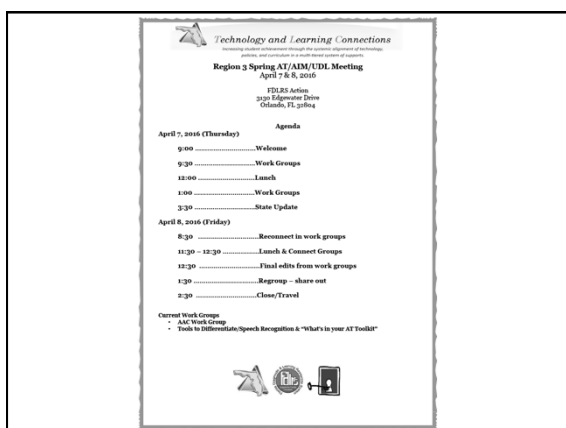 Technology and Learning Connections
Increasing student achievement through the systemic alignment of technology,
policies, and curriculum in a multi-tiered system of supports.
Region 3 Spring AT/AIM/UDL Meeting
April 7 & 8, 2016
FDLRS Action
3130 Edgewater Drive
Orlando, FL 31804
Agenda
April 7, 2016 (Thursday)
9:00 ............................Welcome
9:30 ............................Work Groups
12:00 ..........................Lunch
1:00 ............................Work Groups
3:30 ............................State Update
April 8, 2016 (Friday)
8:30 ............................Reconnect in work groups
11:30 – 12:30 ...............Lunch & Connect Groups
12:30 ..........................Final edits from work groups
1:30 ............................Regroup – share out
2:30 ............................Close/Travel
Current Work Groups
• AAC Work Group
• Tools to Differentiate/Speech Recognition & "What's in your AT Toolkit"